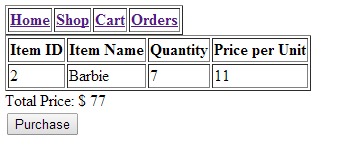 Home Shop Cart Orders
Item ID Item Name Quantity Price per Unit
2 Barbie 7 11
Total Price: $ 77
Purchase